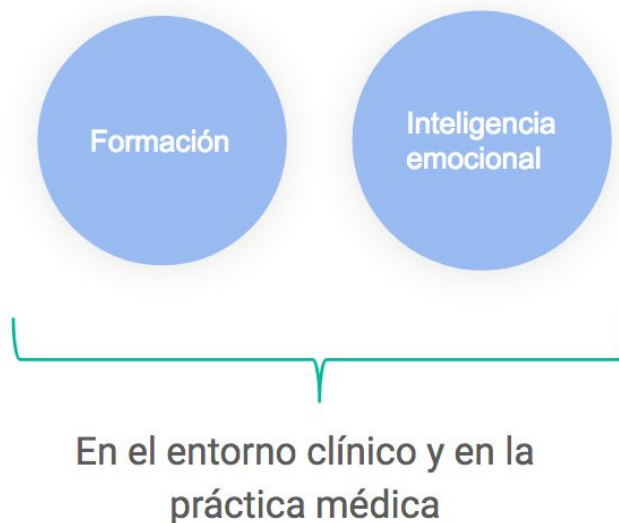 Formación
Inteligencia
emocional
En el entorno clínico y en la
práctica médica